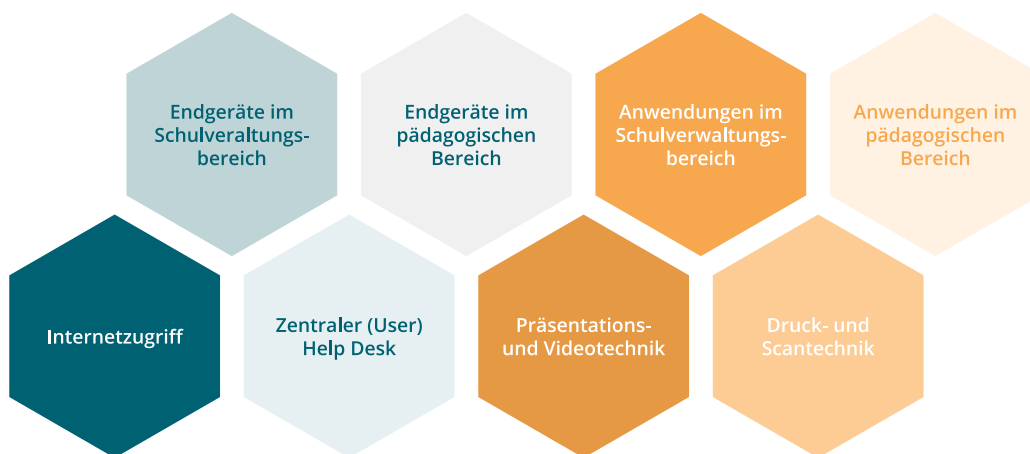 Endgeräte im
Schulveraltungs-
bereich
Endgeräte im
pädagogischen
Bereich
Anwendungen im
Schulverwaltungs-
bereich
Anwendungen im
pädagogischen
Bereich
Internetzugriff
Zentraler (User)
Help Desk
Präsentations-
und Videotechnik
Druck- und
Scantechnik